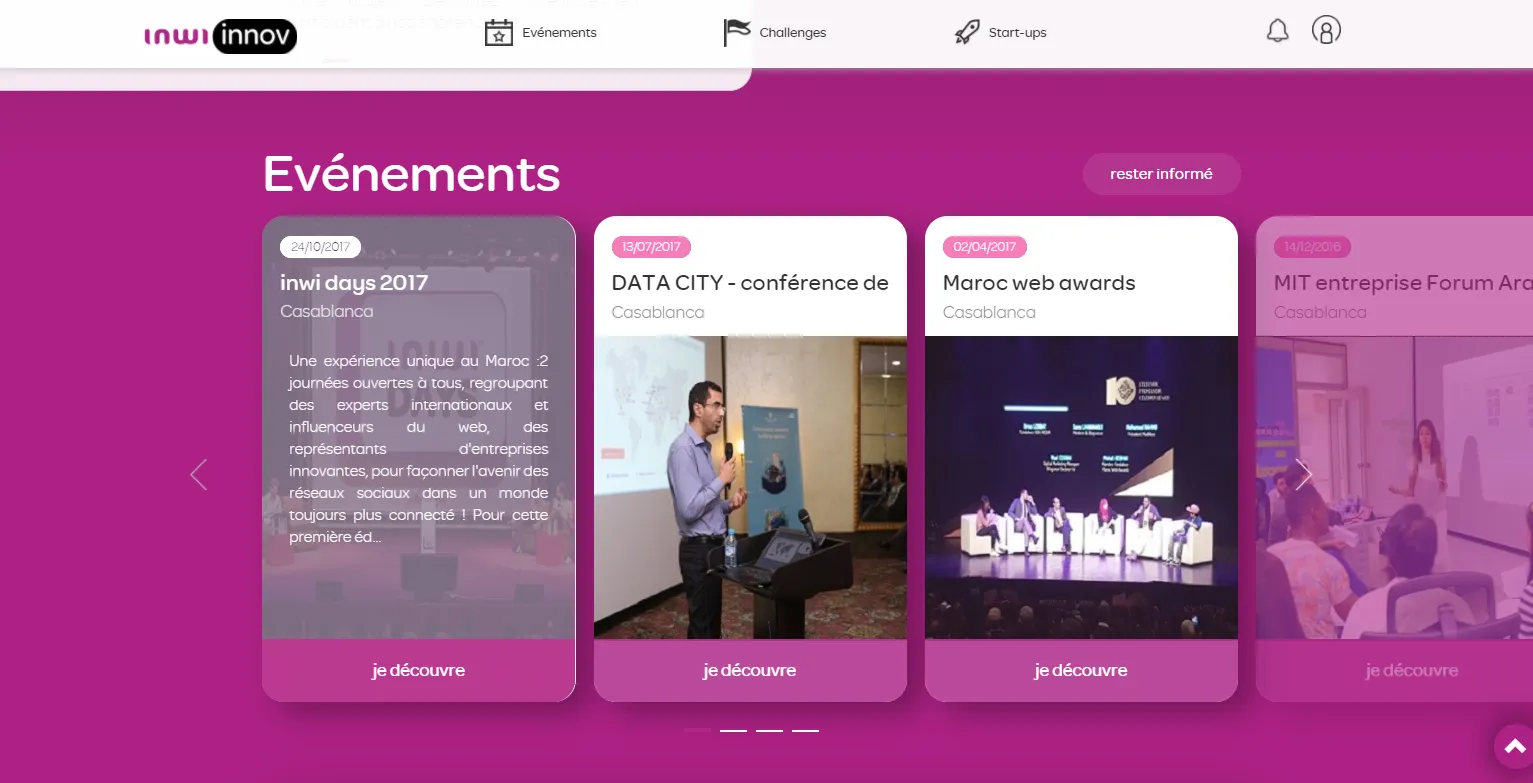 inwi innov
Evénements
Challenges
Start-ups
Evénements
rester informé
24/10/2017
inwi days 2017
Casablanca
Une expérience unique au Maroc :2
journées ouvertes à tous, regroupant
des experts internationaux et
influenceurs du web, des
représentants d'entreprises
innovantes, pour façonner l'avenir des
réseaux sociaux dans un monde
toujours plus connecté ! Pour cette
première éd...
je découvre
13/07/2017
DATA CITY - conférence de
Casablanca
je découvre
02/04/2017
Maroc web awards
Casablanca
je découvre
14/12/2016
MIT entreprise Forum Ara
Casablanca
je découvre